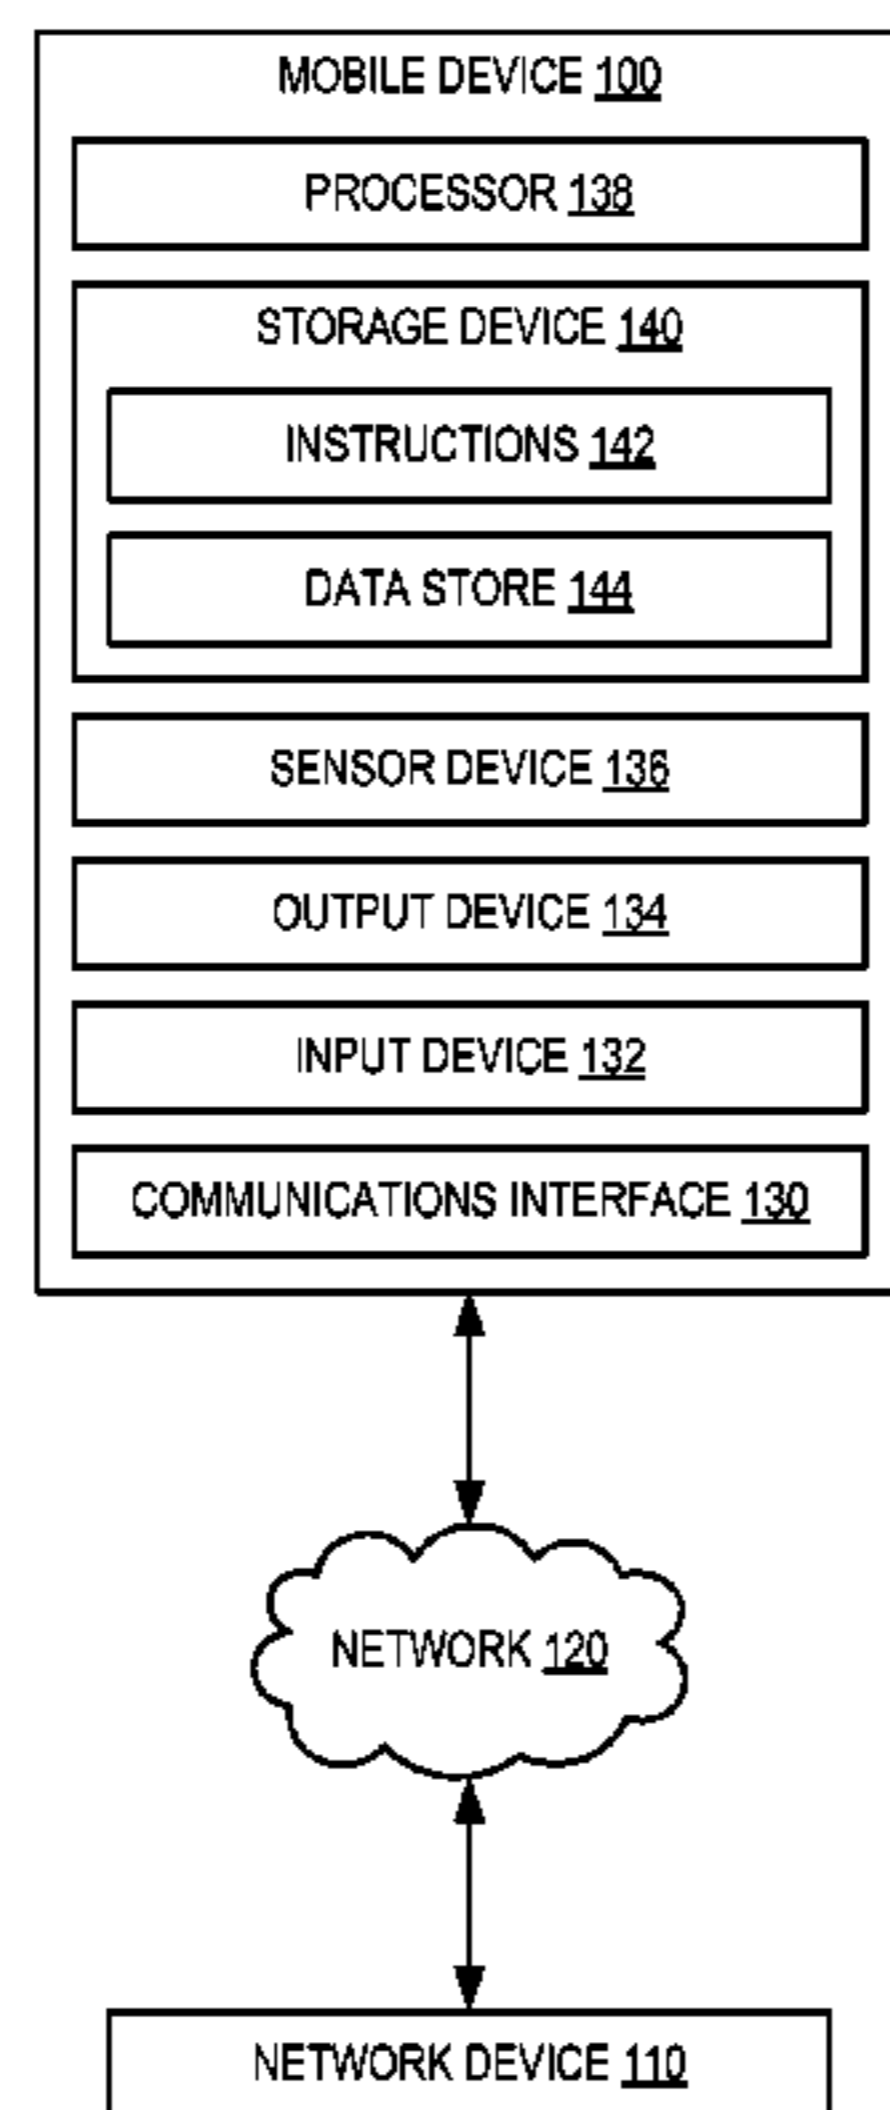 MOBILE DEVICE 100
PROCESSOR 138
STORAGE DEVICE 140
INSTRUCTIONS 142
DATA STORE 144
SENSOR DEVICE 136
OUTPUT DEVICE 134
INPUT DEVICE 132
COMMUNICATIONS INTERFACE 130
NETWORK 120
NETWORK DEVICE 110